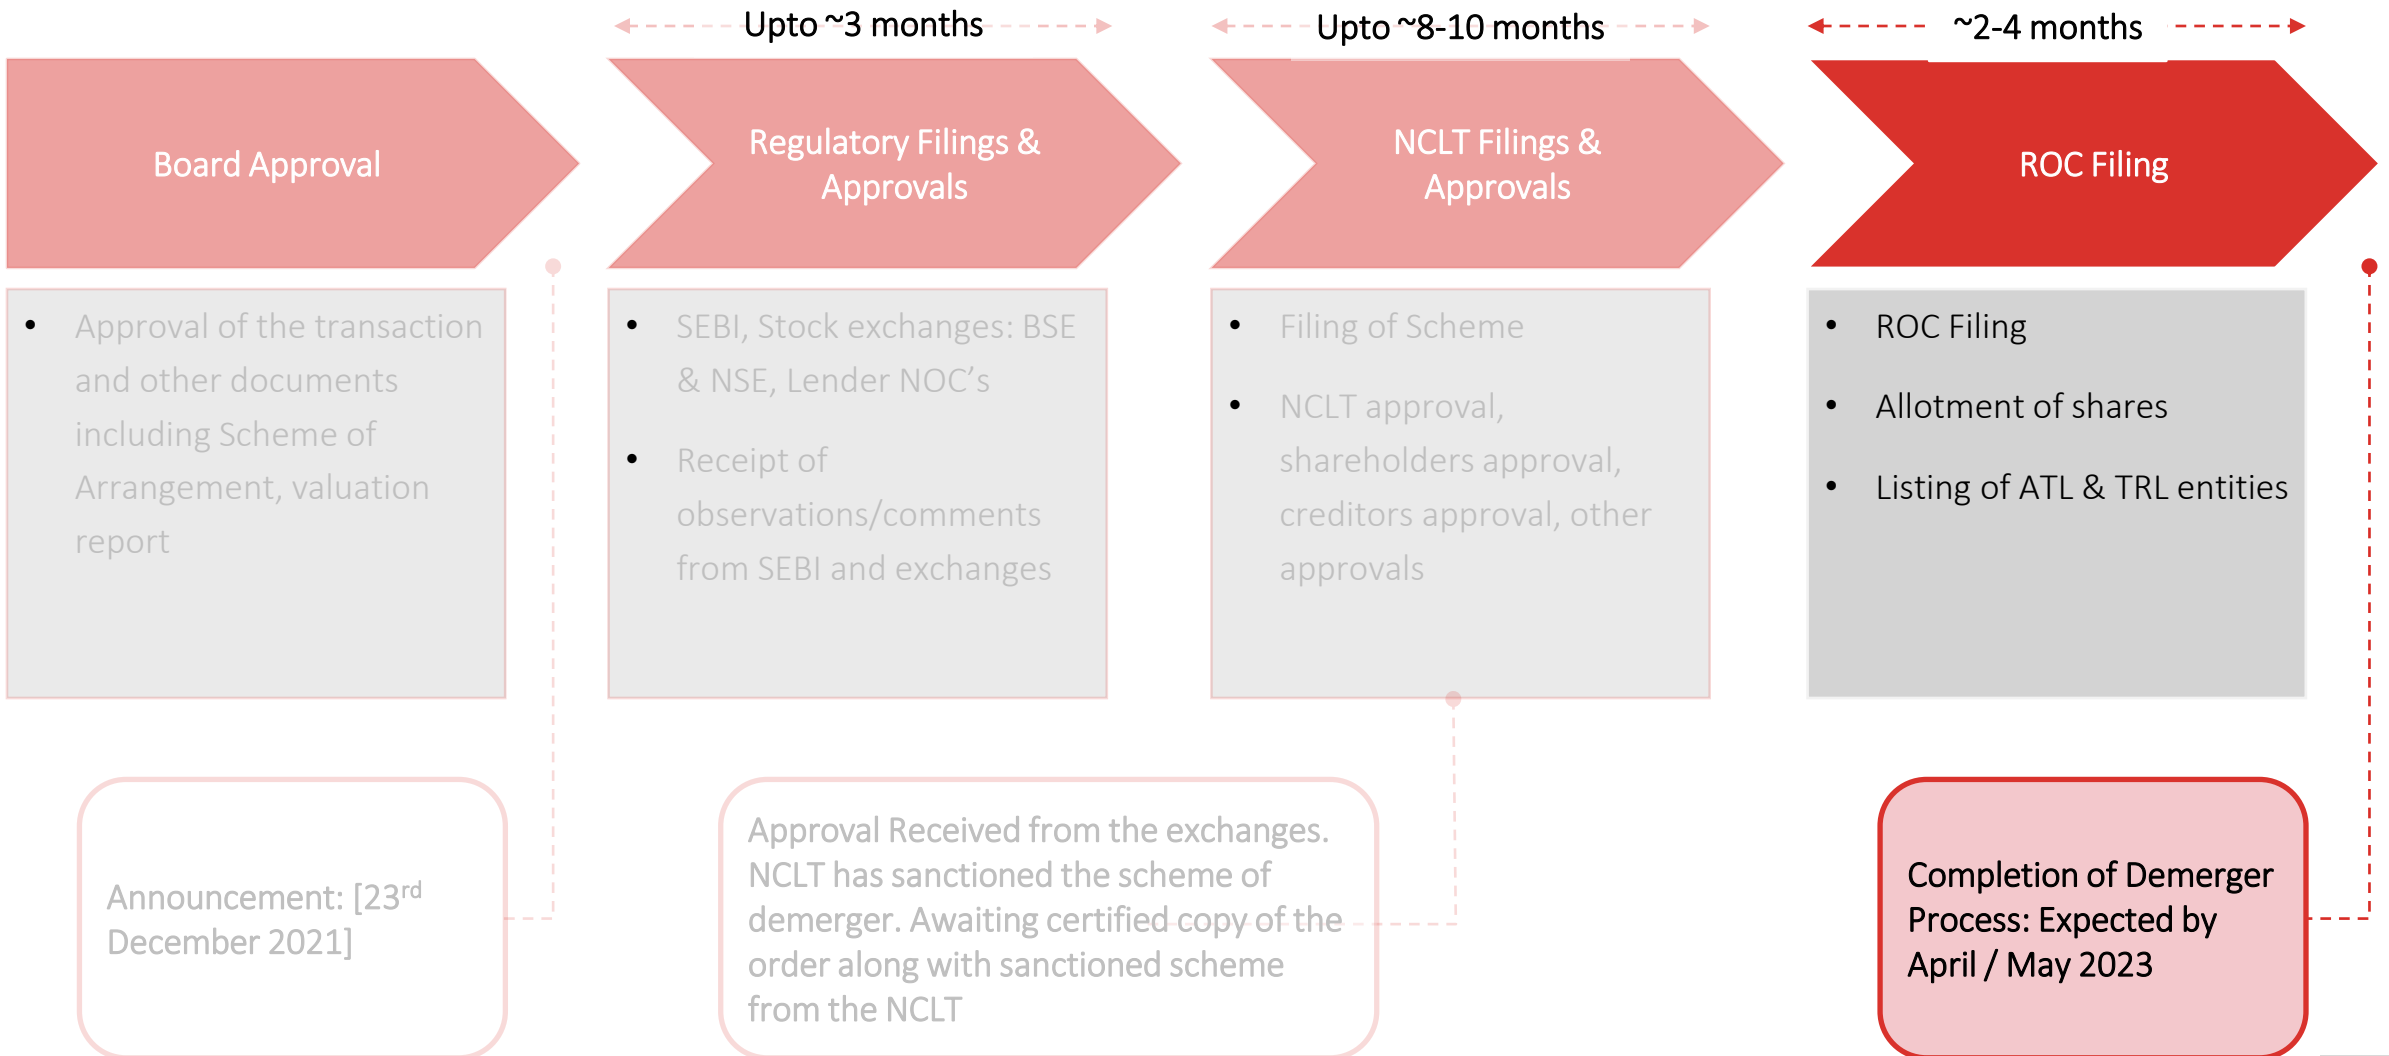 Upto ~3 months
Upto ~8-10 months
~2-4 months
Board Approval
Regulatory Filings &
Approvals
NCLT Filings &
Approvals
ROC Filing
• Approval of the transaction
and other documents
including Scheme of
Arrangement, valuation
report
• SEBI, Stock exchanges: BSE
& NSE, Lender NOC’s
• Receipt of
observations/comments
from SEBI and exchanges
• Filing of Scheme
• NCLT approval,
shareholders approval,
creditors approval, other
approvals
• ROC Filing
• Allotment of shares
• Listing of ATL & TRL entities
Announcement: [23rd
December 2021]
Approval Received from the exchanges.
NCLT has sanctioned the scheme of
demerger. Awaiting certified copy of the
order along with sanctioned scheme
from the NCLT
Completion of Demerger
Process: Expected by
April / May 2023